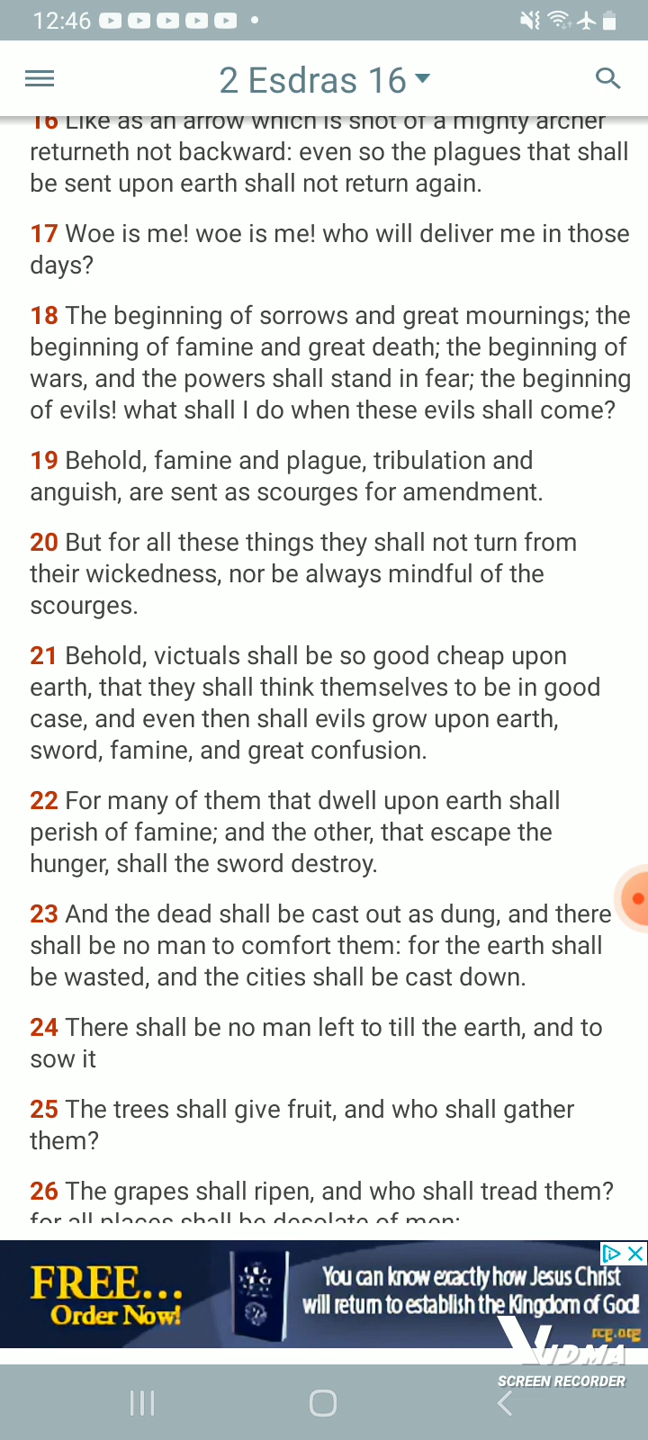 12:46
2 Esdras 16
16 Like as an arrow which is shot of a mighty archer
returneth not backward: even so the plagues that shall
be sent upon earth shall not return again.
17 Woe is me! woe is me! who will deliver me in those
days?
18 The beginning of sorrows and great mournings; the
beginning of famine and great death; the beginning of
wars, and the powers shall stand in fear; the beginning
of evils! what shall I do when these evils shall come?
19 Behold, famine and plague, tribulation and
anguish, are sent as scourges for amendment.
20 But for all these things they shall not turn from
their wickedness, nor be always mindful of the
scourges.
21 Behold, victuals shall be so good cheap upon
earth, that they shall think themselves to be in good
case, and even then shall evils grow upon earth,
sword, famine, and great confusion.
22 For many of them that dwell upon earth shall
perish of famine; and the other, that escape the
hunger, shall the sword destroy.
23 And the dead shall be cast out as dung, and there
shall be no man to comfort them: for the earth shall
be wasted, and the cities shall be cast down.
24 There shall be no man left to till the earth, and to
sow it
25 The trees shall give fruit, and who shall gather
them?
26 The grapes shall ripen, and who shall tread them?
for all places shall be desolate of men:
FREE...
Order Now!
You can know exactly how Jesus Christ
will return to establish the Kingdom of God!
rcg.org
VIDMA
SCREEN RECORDER